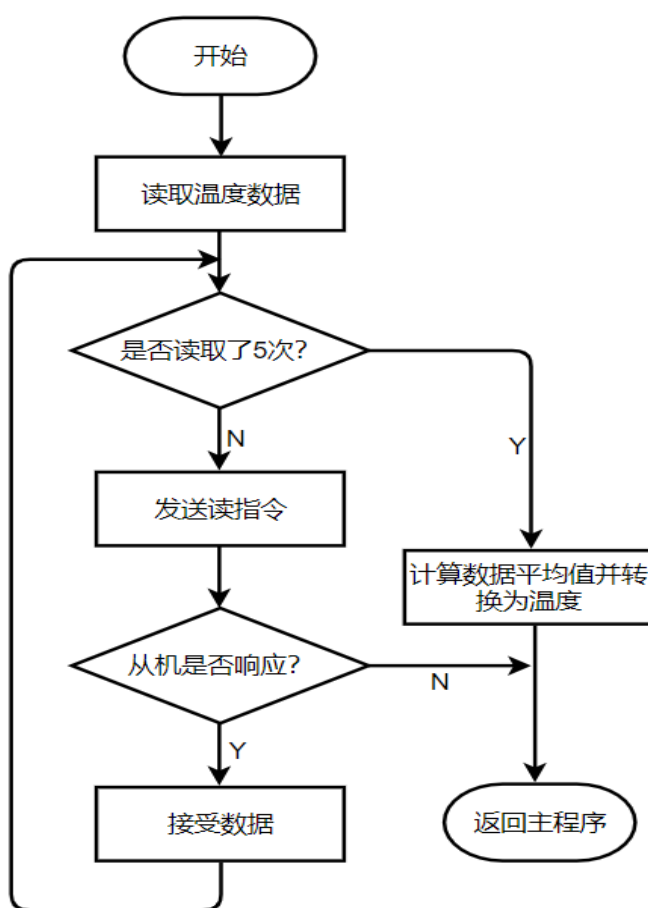 开始
读取温度数据
是否读取了5次?
N
Y
发送读指令
计算数据平均值并转
换为温度
从机是否响应?
N
Y
接受数据
返回主程序